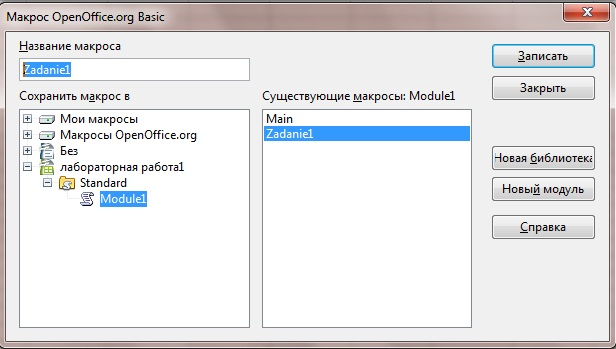 Макрос OpenOffice.org Basic
Название макроса
Zadanie1
Записать
Закрыть
Сохранить макрос в
Существующие макросы: Module1
Мои макросы
Макросы OpenOffice.org
Без
лабораторная работа1
Standard
Module1
Main
Zadanie1
Новая библиотека
Новый модуль
Справка